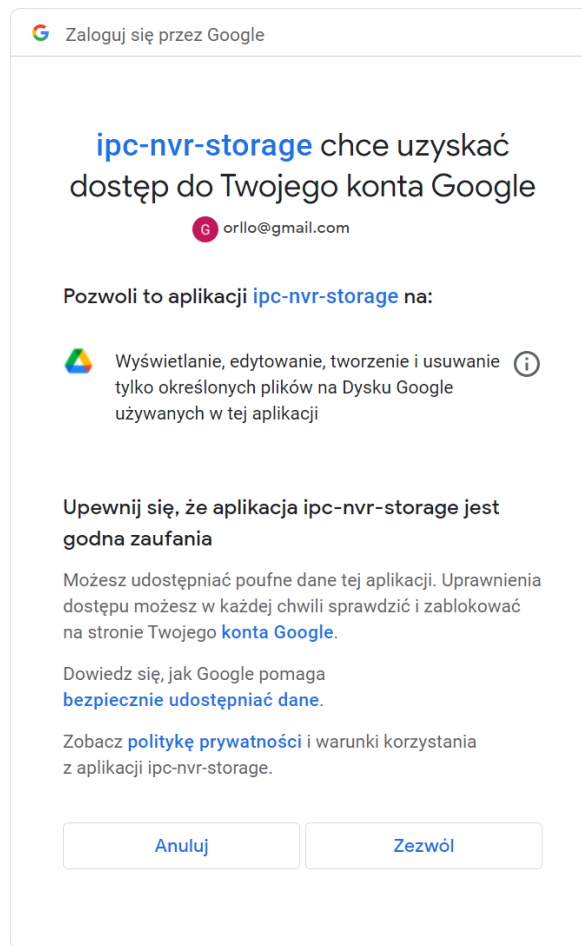 Zaloguj się przez Google
ipc-nvr-storage chce uzyskać
dostęp do Twojego konta Google
G orllo@gmail.com
Pozwoli to aplikacji ipc-nvr-storage na:
Wyświetlanie, edytowanie, tworzenie i usuwanie
tylko określonych plików na Dysku Google
używanych w tej aplikacji
Upewnij się, że aplikacja ipc-nvr-storage jest
godna zaufania
Możesz udostępniać poufne dane tej aplikacji. Uprawnienia
dostępu możesz w każdej chwili sprawdzić i zablokować
na stronie Twojego konta Google.
Dowiedz się, jak Google pomaga
bezpiecznie udostępniać dane.
Zobacz politykę prywatności i warunki korzystania
z aplikacji ipc-nvr-storage.
Anuluj
Zezwól